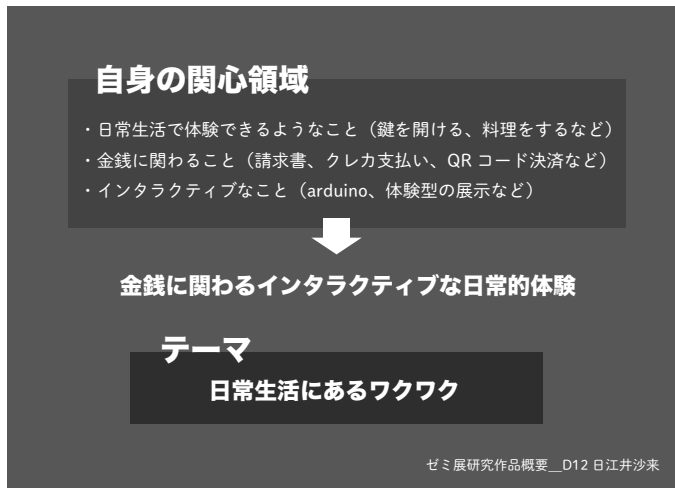 自身の関心領域
・日常生活で体験できるようなこと（鍵を開ける、料理をするなど）
・金銭に関わること（請求書、クレカ支払い、QR コード決済など）
・インタラクティブなこと（arduino、体験型の展示など）
金銭に関わるインタラクティブな日常的体験
テーマ
日常生活にあるワクワク
ゼミ展研究作品概要__D12 日江井沙来